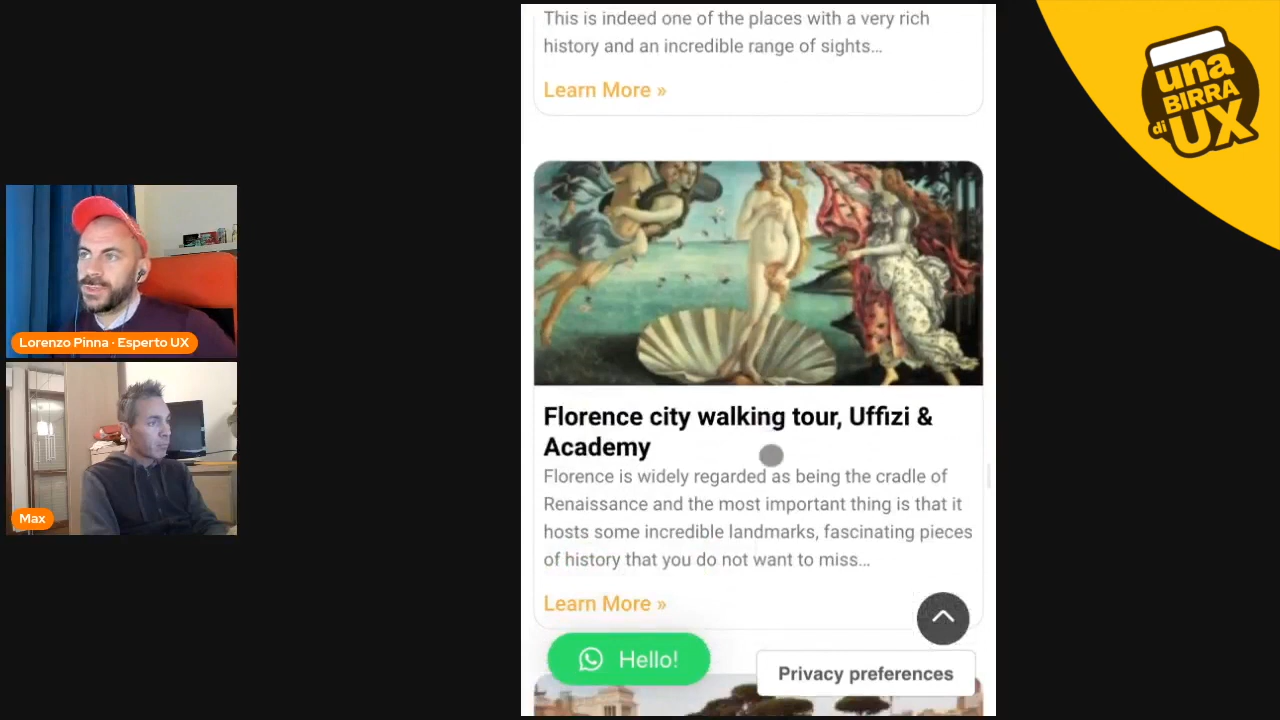 This is indeed one of the places with a very rich
history and an incredible range of sights...
Learn More »
una
BIRRA
di UX
Lorenzo Pinna · Esperto UX
Max
Florence city walking tour, Uffizi &
Academy
Florence is widely regarded as being the cradle of
Renaissance and the most important thing is that it
hosts some incredible landmarks, fascinating pieces
of history that you do not want to miss...
Learn More »
Hello!
Privacy preferences